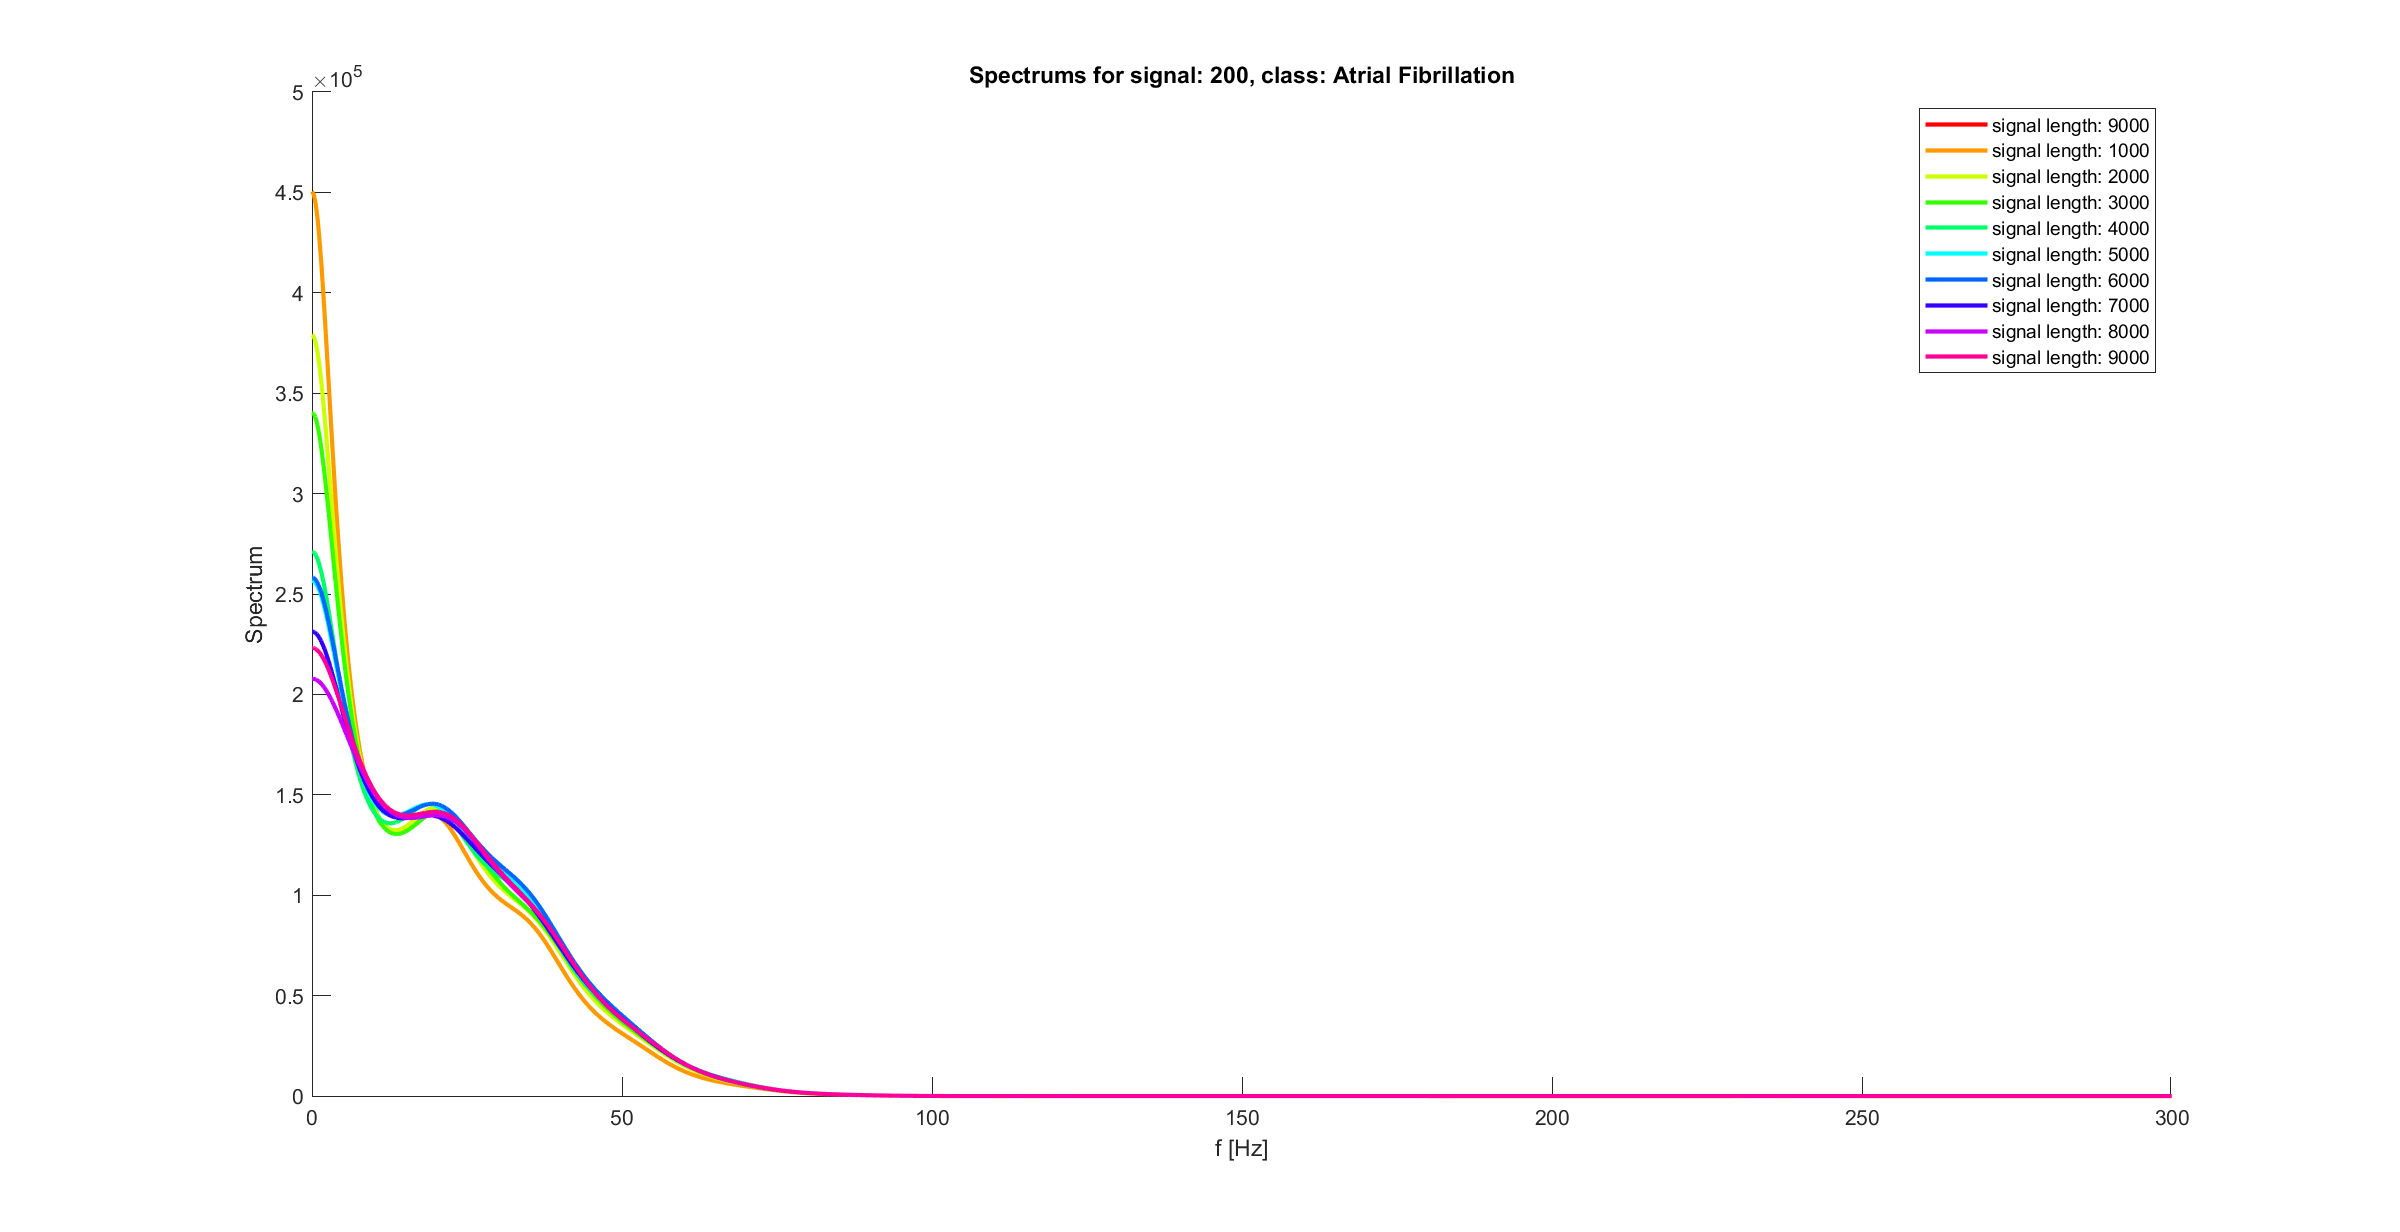 Spectrums for signal: 200, class: Atrial Fibrillation
×10^5
5
4.5
4
3.5
3
2.5
2
1.5
1
0.5
0
Spectrum
0 50 100 150 200 250 300
f [Hz]
signal length: 9000
signal length: 1000
signal length: 2000
signal length: 3000
signal length: 4000
signal length: 5000
signal length: 6000
signal length: 7000
signal length: 8000
signal length: 9000